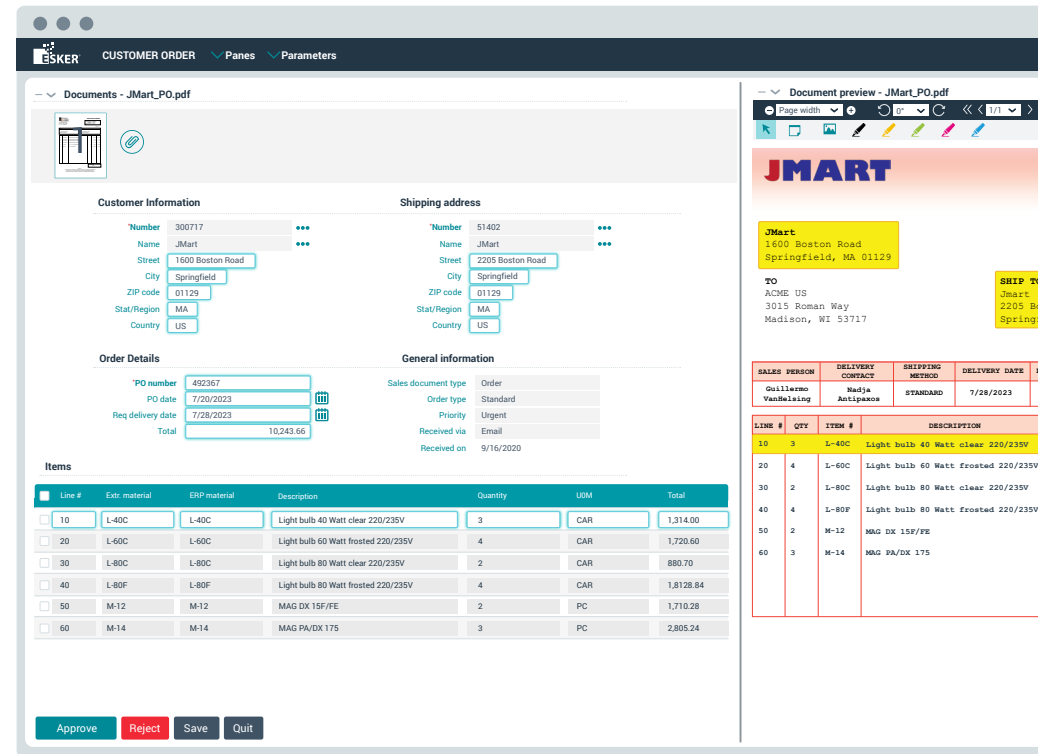 ESKER CUSTOMER ORDER Panes Parameters
Documents - JMart_PO.pdf
Customer Information
*Number 300717
Name JMart
Street 1600 Boston Road
City Springfield
ZIP code 01129
Stat/Region MA
Country US
Shipping address
*Number 51402
Name JMart
Street 2205 Boston Road
City Springfield
ZIP code 01129
Stat/Region MA
Country US
Order Details
*PO number 492367
PO date 7/20/2023
Req delivery date 7/28/2023
Total 10,243.66
General information
Sales document type Order
Order type Standard
Priority Urgent
Received via Email
Received on 9/16/2020
Items
Line # Extr. material ERP material Description Quantity UOM Total
10 L-40C L-40C Light bulb 40 Watt clear 220/235V 3 CAR 1,314.00
20 L-60C L-60C Light bulb 60 Watt frosted 220/235V 4 CAR 1,720.60
30 L-80C L-80C Light bulb 80 Watt clear 220/235V 2 CAR 880.70
40 L-80F L-80F Light bulb 80 Watt frosted 220/235V 4 CAR 1,8128.84
50 M-12 M-12 MAG DX 15F/FE 2 PC 1,710.28
60 M-14 M-14 MAG PA/DX 175 3 PC 2,805.24
Approve Reject Save Quit
Document preview - JMart_PO.pdf
Page width 0° 1/1
JMART
JMart
1600 Boston Road
Springfield, MA 01129
TO
ACME US
3015 Roman Way
Madison, WI 53717
SHIP TO
Jmart
2205 Bo
Spring
SALES PERSON DELIVERY CONTACT SHIPPING METHOD DELIVERY DATE
Guillermo VanHelsing Nadja Antipaxos STANDARD 7/28/2023
LINE # QTY ITEM # DESCRIPTION
10 3 L-40C Light bulb 40 Watt clear 220/235V
20 4 L-60C Light bulb 60 Watt frosted 220/235V
30 2 L-80C Light bulb 80 Watt clear 220/235V
40 4 L-80F Light bulb 80 Watt frosted 220/235V
50 2 M-12 MAG DX 15F/FE
60 3 M-14 MAG PA/DX 175